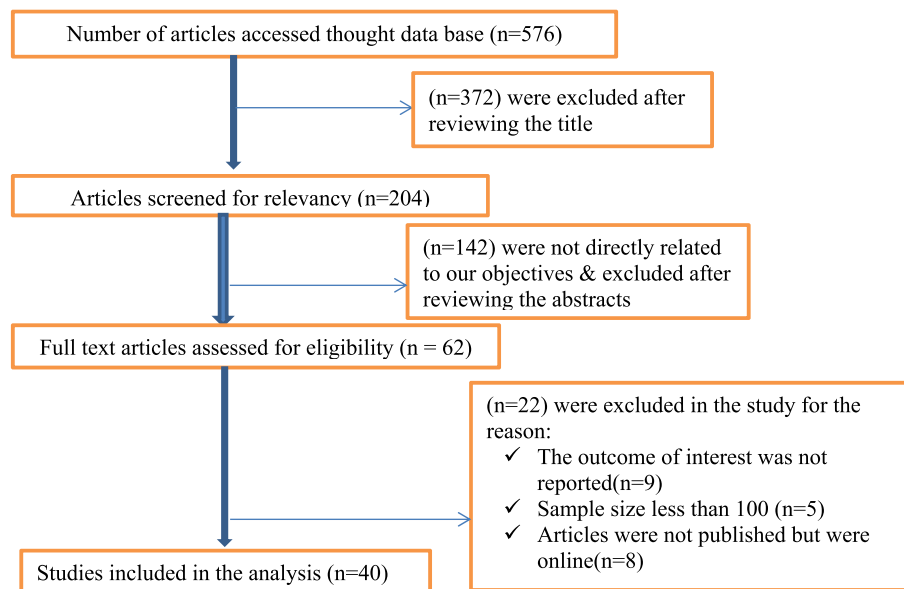 Number of articles accessed thought data base (n=576)
(n=372) were excluded after
reviewing the title
Articles screened for relevancy (n=204)
(n=142) were not directly related
to our objectives & excluded after
reviewing the abstracts
Full text articles assessed for eligibility (n = 62)
(n=22) were excluded in the study for the
reason:
✓ The outcome of interest was not
reported(n=9)
✓ Sample size less than 100 (n=5)
✓ Articles were not published but were
online(n=8)
Studies included in the analysis (n=40)